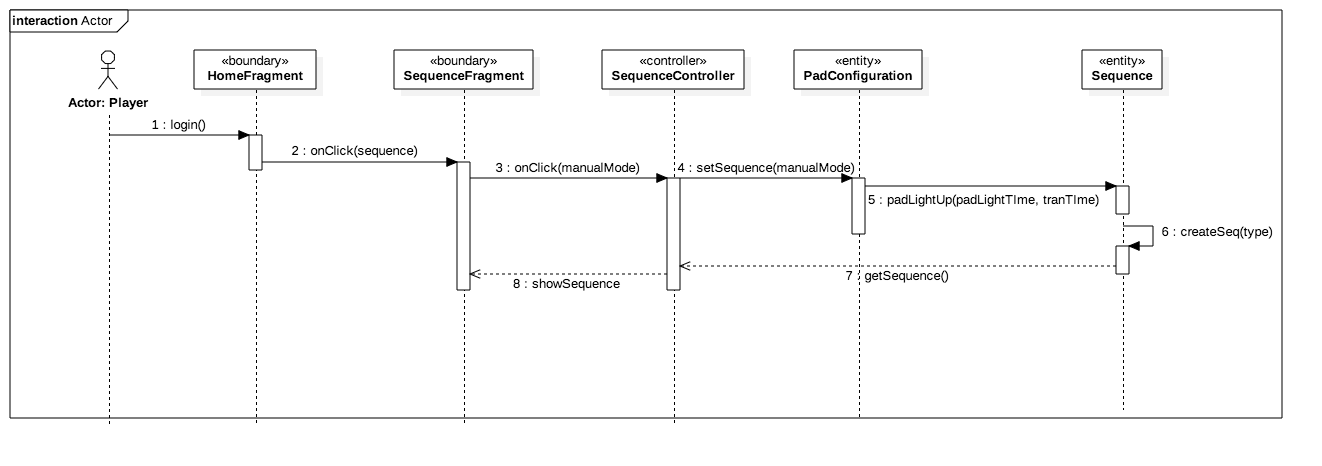 interaction Actor
«boundary»
HomeFragment
«boundary»
SequenceFragment
«controller»
SequenceController
«entity»
PadConfiguration
«entity»
Sequence
Actor: Player
1 : login()
2 : onClick(sequence)
3 : onClick(manualMode)
4 : setSequence(manualMode)
5 : padLightUp(padLightTIme, tranTIme)
6 : createSeq(type)
7 : getSequence()
8 : showSequence